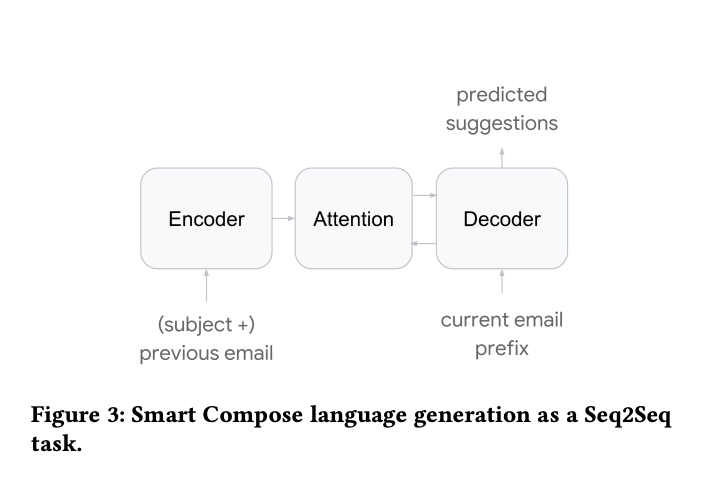 predicted
suggestions
Encoder
Attention
Decoder
(subject +)
previous email
current email
prefix
Figure 3: Smart Compose language generation as a Seq2Seq
task.